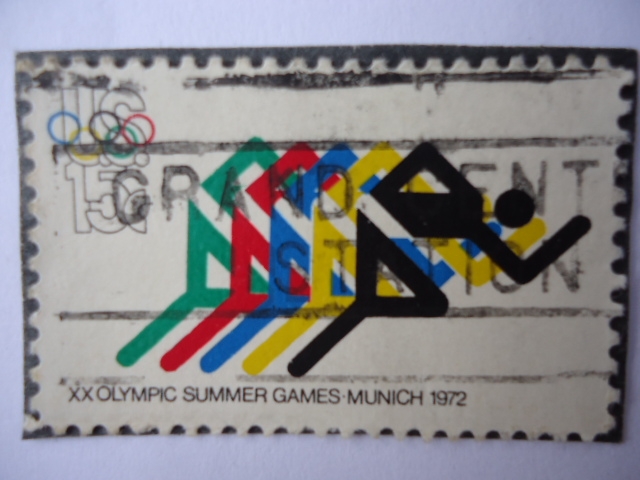 U.S.
15c
GRAND CENT
STATION
XX OLYMPIC SUMMER GAMES·MUNICH 1972